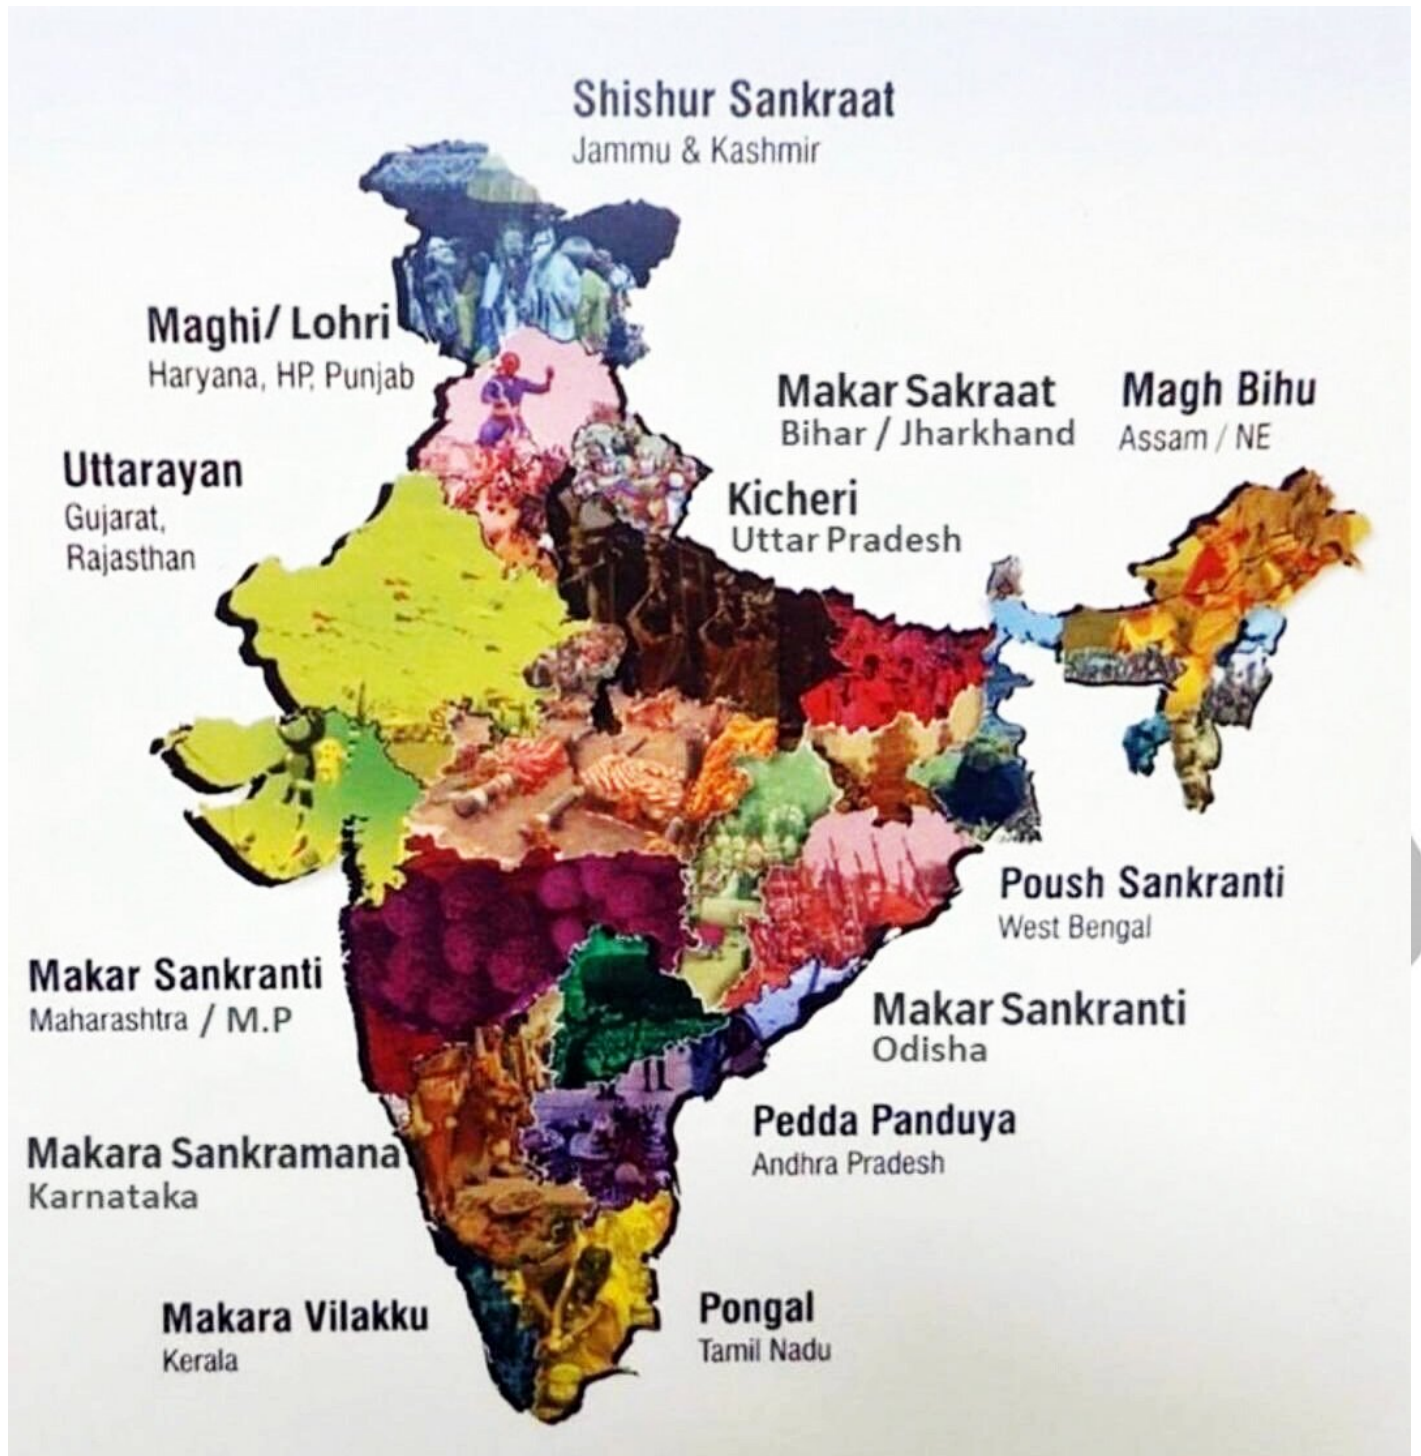 Shishur Sankraat
Jammu & Kashmir
Maghi/ Lohri
Haryana, HP, Punjab
Makar Sakraat
Bihar / Jharkhand
Magh Bihu
Assam / NE
Uttarayan
Gujarat,
Rajasthan
Kicheri
Uttar Pradesh
Poush Sankranti
West Bengal
Makar Sankranti
Maharashtra / M.P
Makar Sankranti
Odisha
Pedda Panduya
Andhra Pradesh
Makara Sankramana
Karnataka
Makara Vilakku
Kerala
Pongal
Tamil Nadu